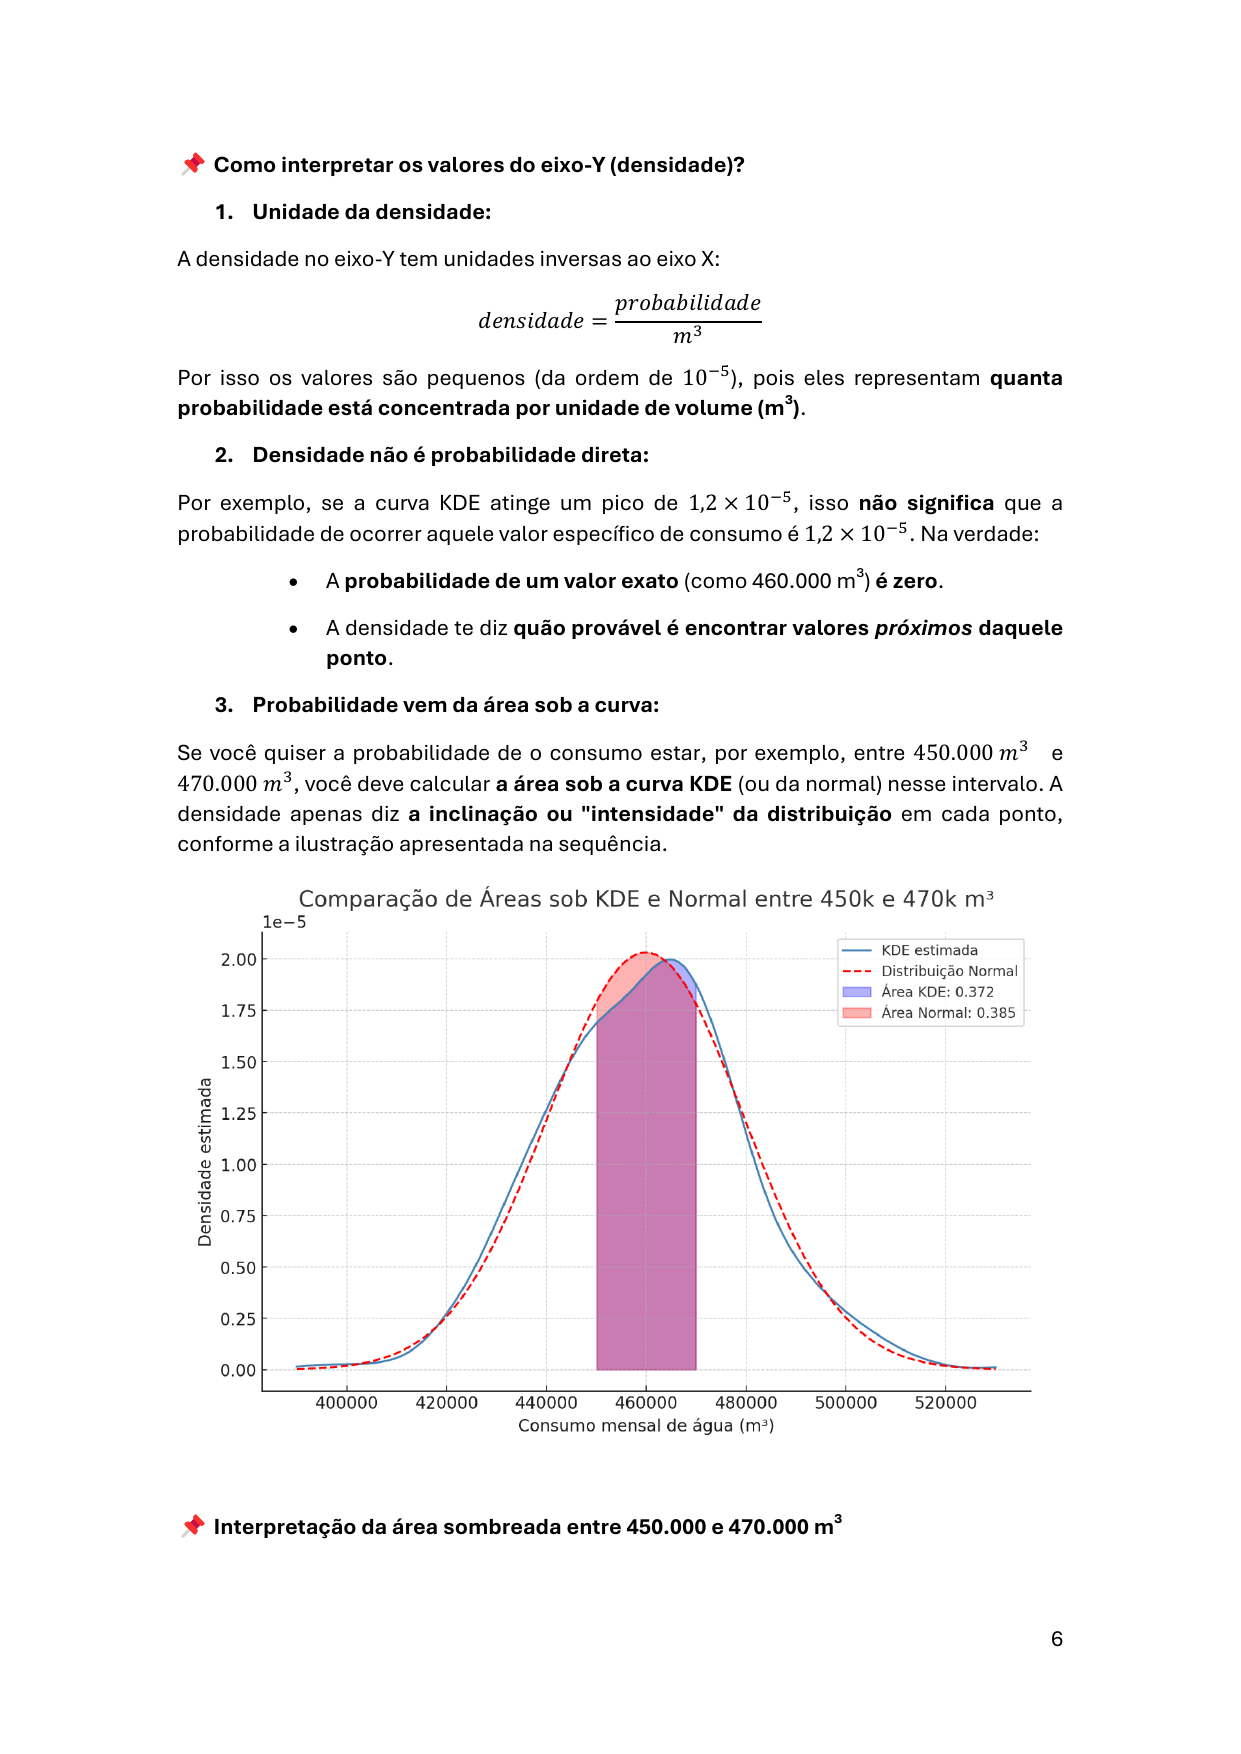 📌 Como interpretar os valores do eixo-Y (densidade)?
1. Unidade da densidade:
A densidade no eixo-Y tem unidades inversas ao eixo X:
densidade = probabilidade / m³
Por isso os valores são pequenos (da ordem de 10⁻⁵), pois eles representam quanta
probabilidade está concentrada por unidade de volume (m³).
2. Densidade não é probabilidade direta:
Por exemplo, se a curva KDE atinge um pico de 1,2 × 10⁻⁵, isso não significa que a
probabilidade de ocorrer aquele valor específico de consumo é 1,2 × 10⁻⁵. Na verdade:
• A probabilidade de um valor exato (como 460.000 m³) é zero.
• A densidade te diz quão provável é encontrar valores próximos daquele
ponto.
3. Probabilidade vem da área sob a curva:
Se você quiser a probabilidade de o consumo estar, por exemplo, entre 450.000 m³ e
470.000 m³, você deve calcular a área sob a curva KDE (ou da normal) nesse intervalo. A
densidade apenas diz a inclinação ou "intensidade" da distribuição em cada ponto,
conforme a ilustração apresentada na sequência.
Comparação de Áreas sob KDE e Normal entre 450k e 470k m³
1e−5
KDE estimada
Distribuição Normal
Área KDE: 0.372
Área Normal: 0.385
2.00
1.75
1.50
1.25
1.00
0.75
0.50
0.25
0.00
Densidade estimada
400000 420000 440000 460000 480000 500000 520000
Consumo mensal de água (m³)
📌 Interpretação da área sombreada entre 450.000 e 470.000 m³
6